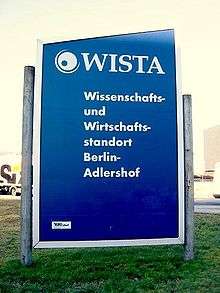 WISTA
Wissenschafts-
und
Wirtschafts-
standort
Berlin-
Adlershof